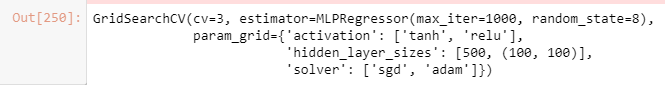 Out[250]: GridSearchCV(cv=3, estimator=MLPRegressor(max_iter=1000, random_state=8),
param_grid={'activation': ['tanh', 'relu'],
'hidden_layer_sizes': [500, (100, 100)],
'solver': ['sgd', 'adam']})